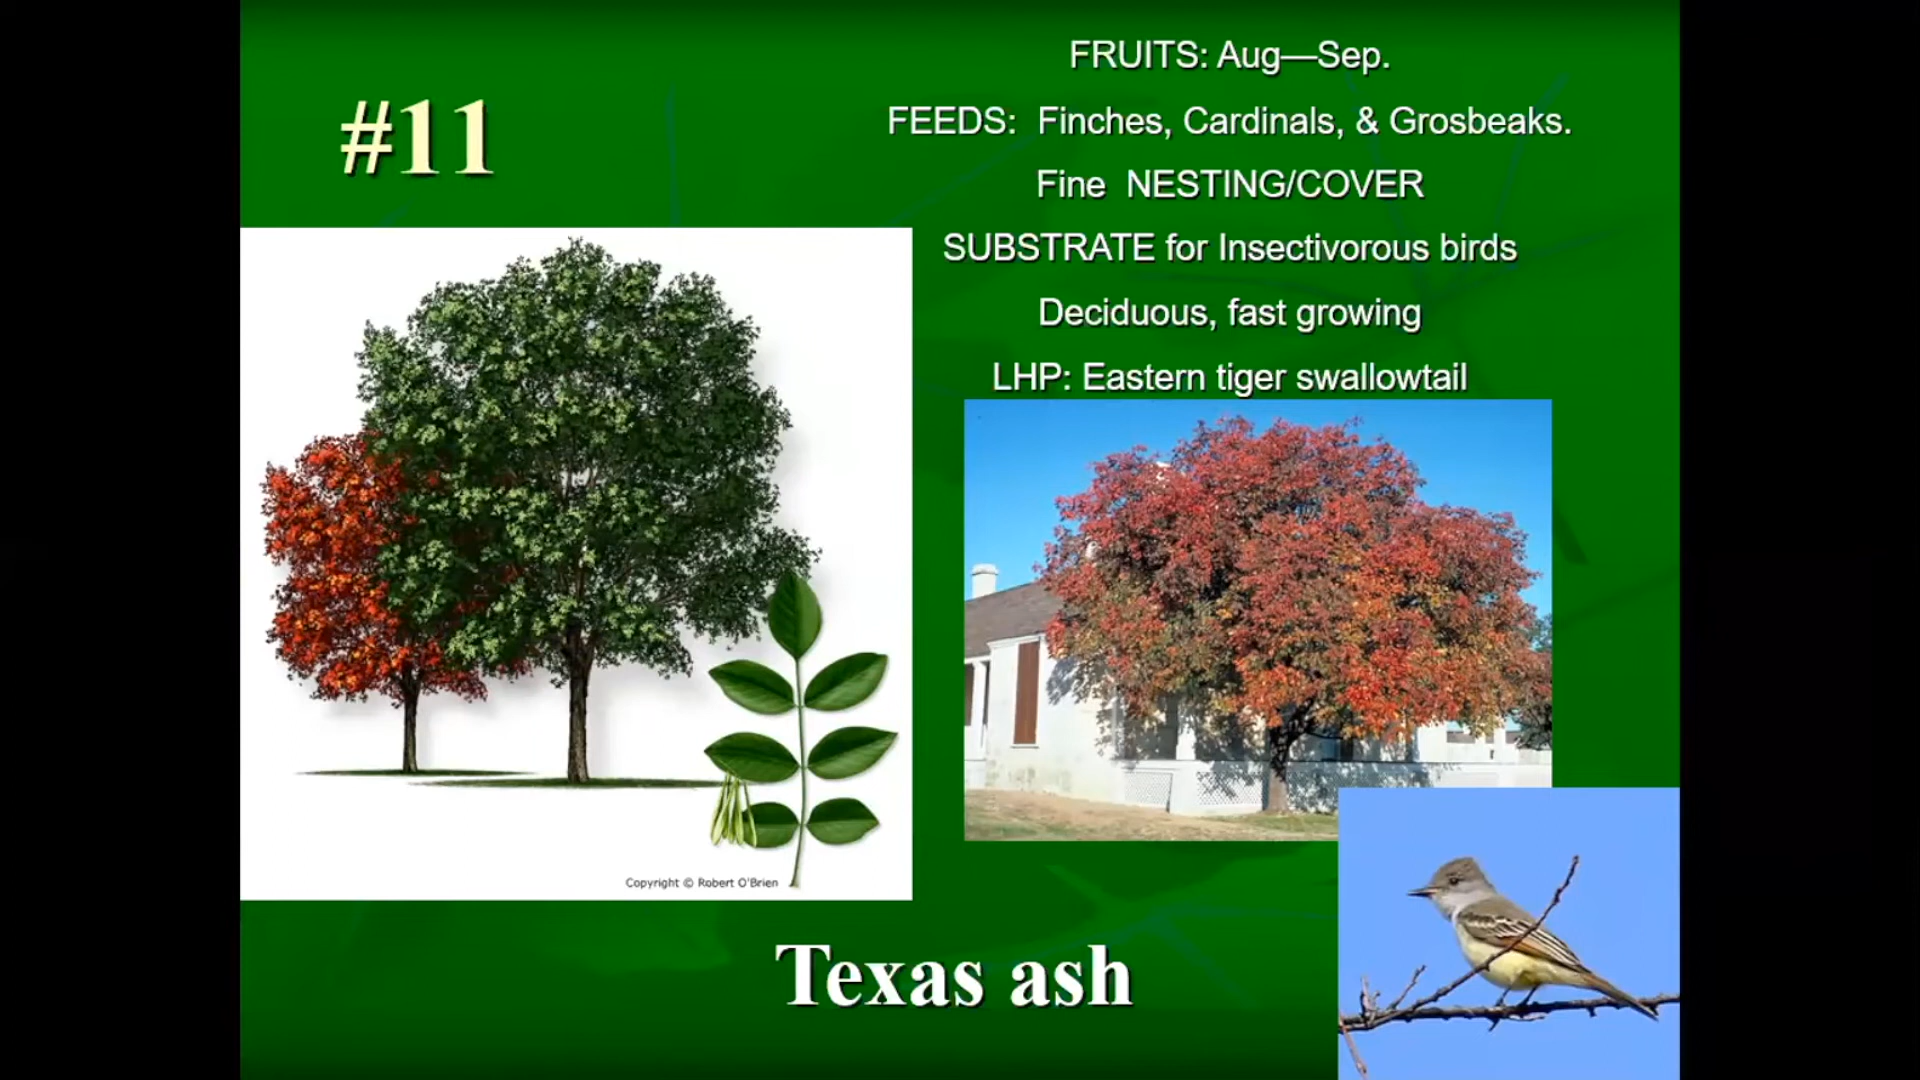 #11
FRUITS: Aug—Sep.
FEEDS: Finches, Cardinals, & Grosbeaks.
Fine NESTING/COVER
SUBSTRATE for Insectivorous birds
Deciduous, fast growing
LHP: Eastern tiger swallowtail
Copyright © Robert O'Brien
Texas ash